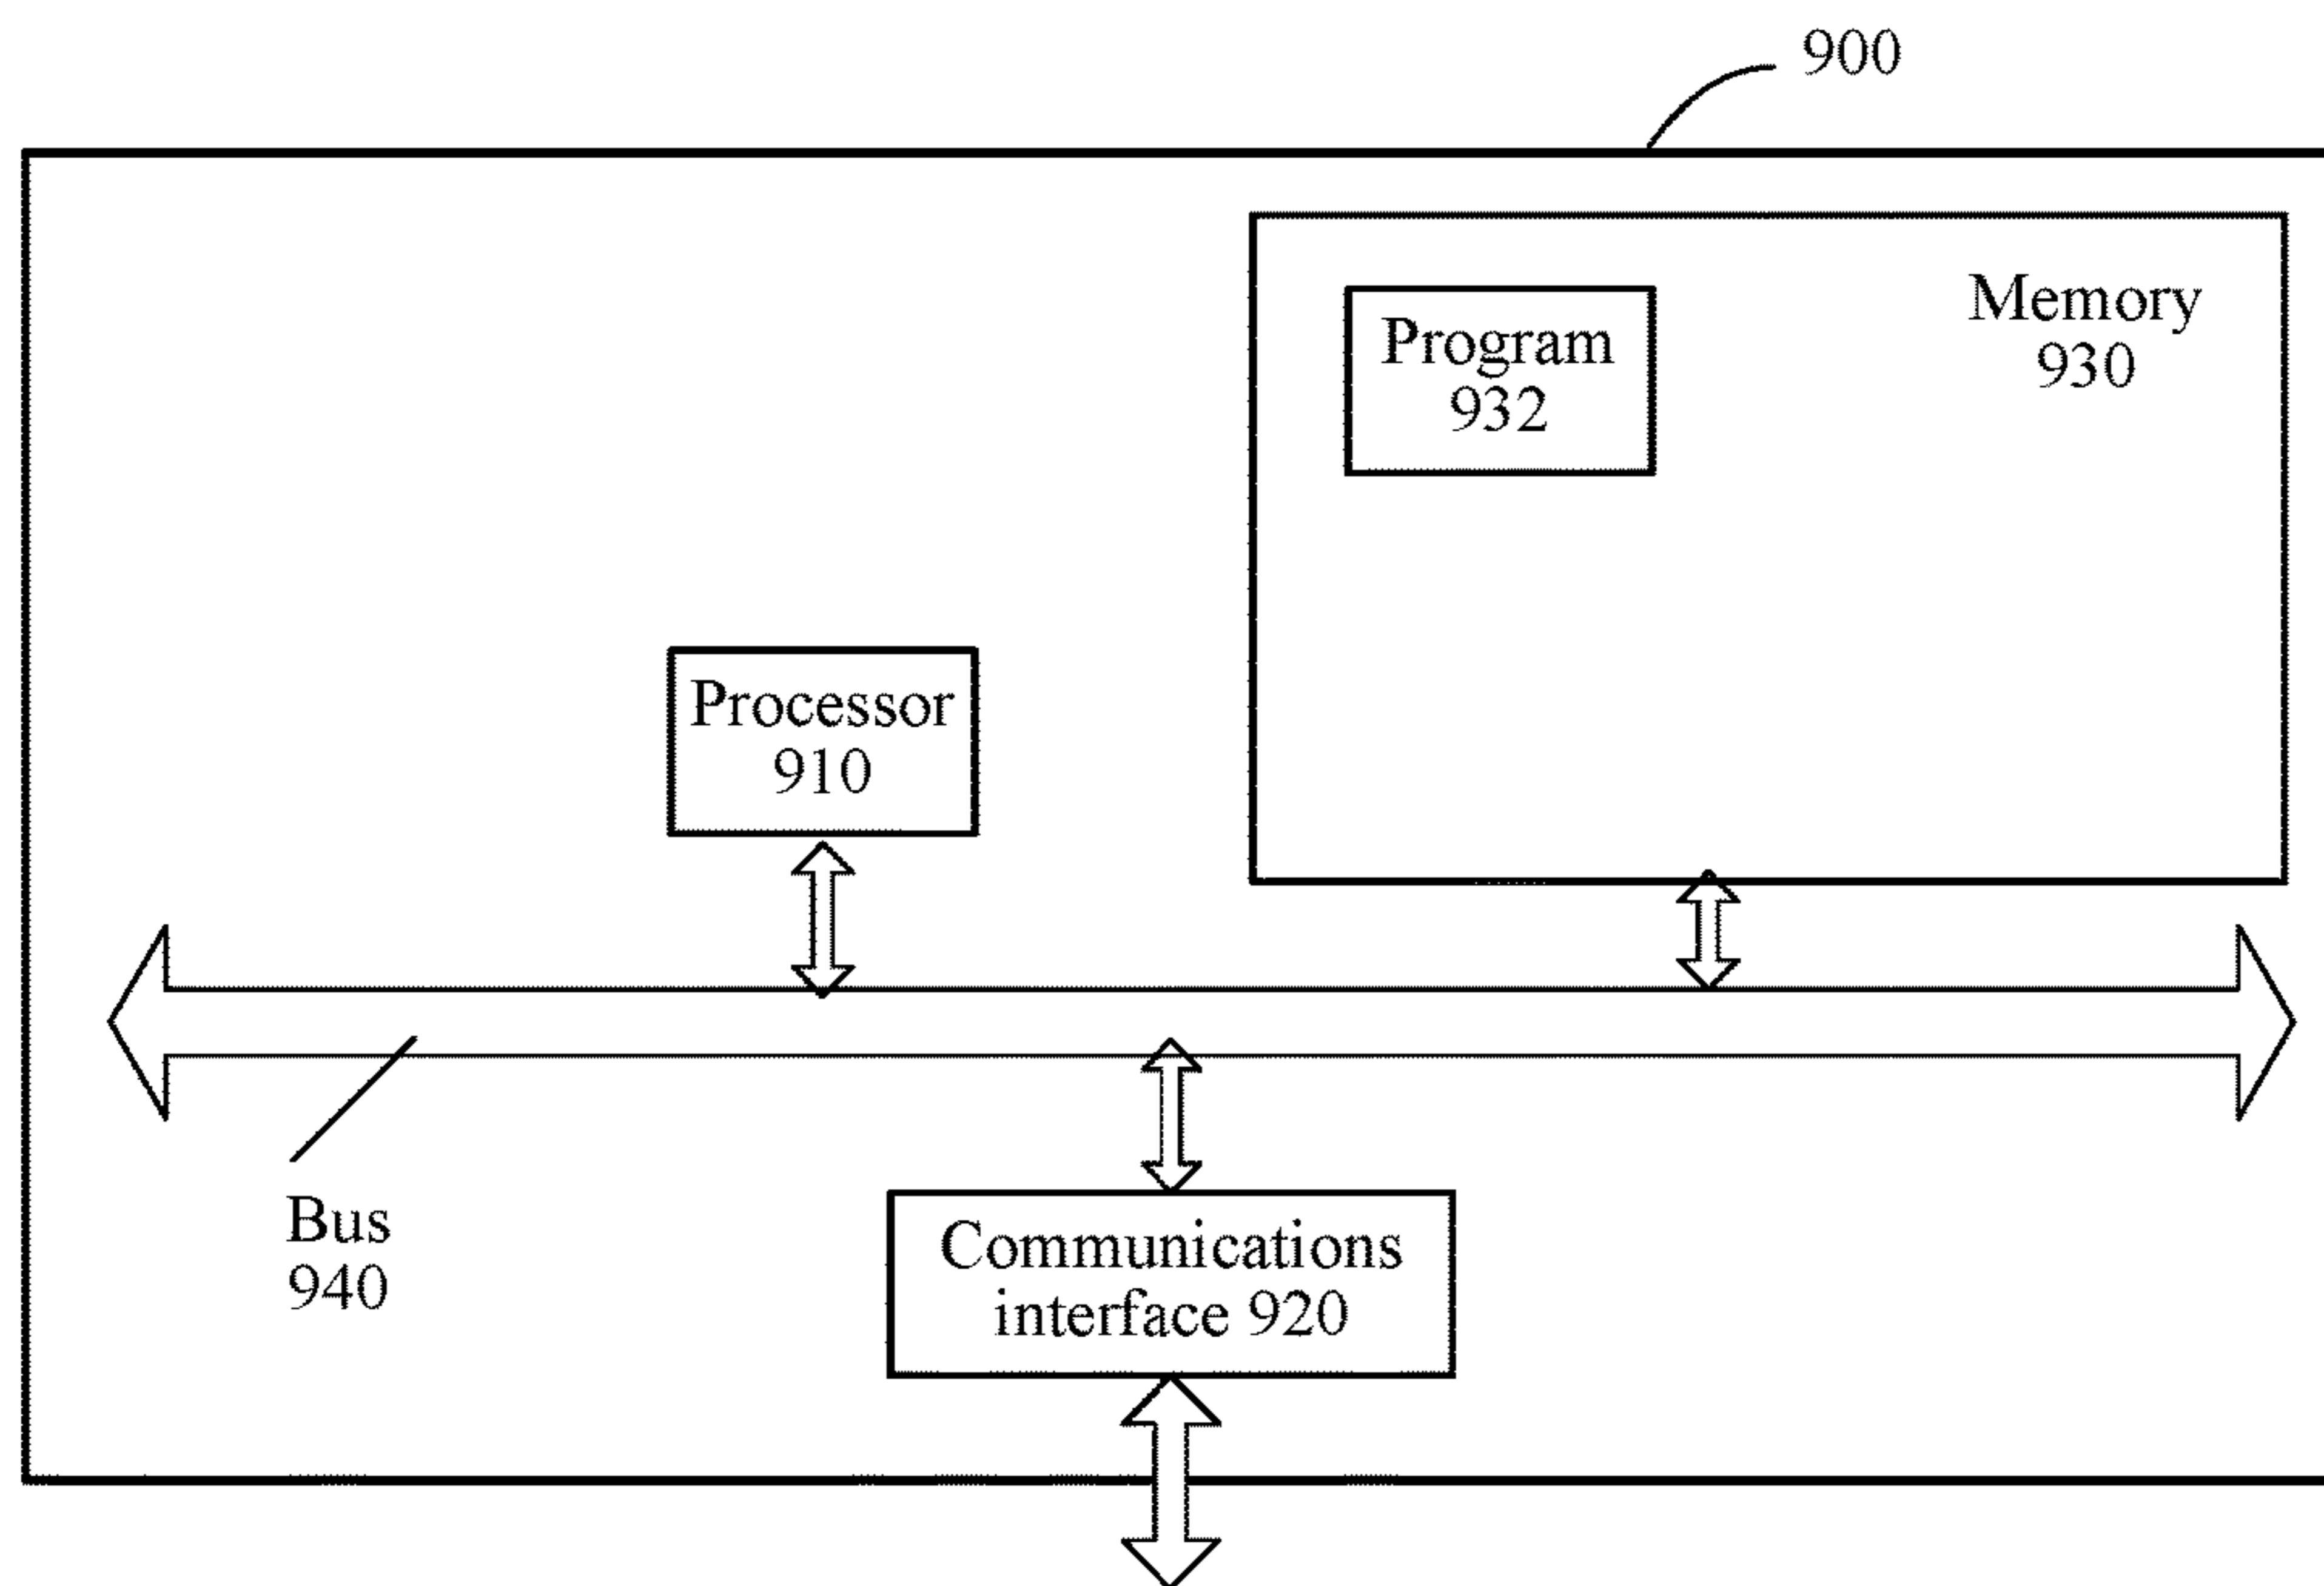 900
Memory
930
Program
932
Processor
910
Bus
940
Communications
interface 920